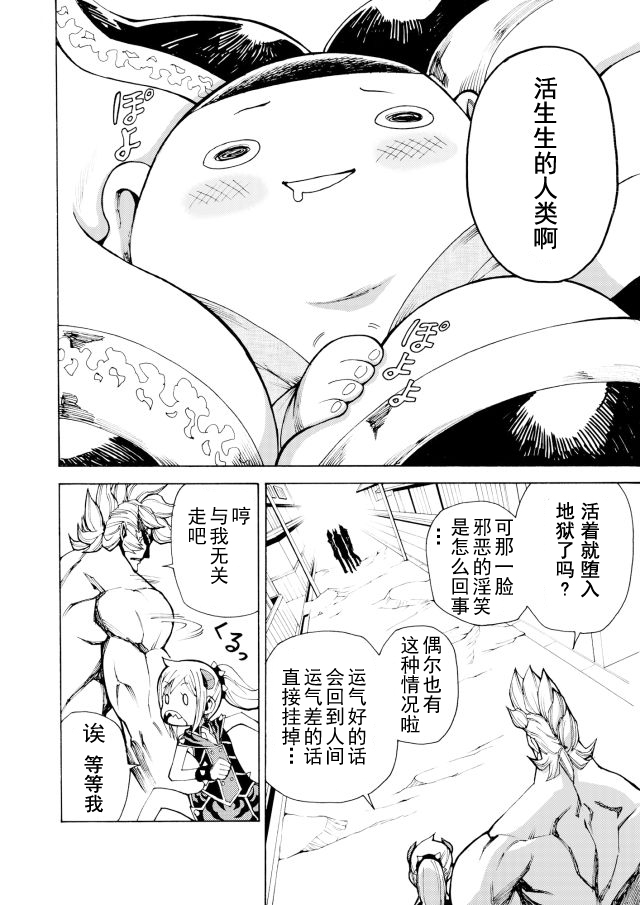 活生生的人类啊
ぽよ
ぽよよ
活着就堕入
地狱了吗?
可那一脸
邪恶的淫笑
是怎么回事
…
偶尔也有
这种情况啦
运气好的话
会回到人间
运气差的话
直接挂掉…
哼
与我无关
走吧
くるっ
诶
等等我